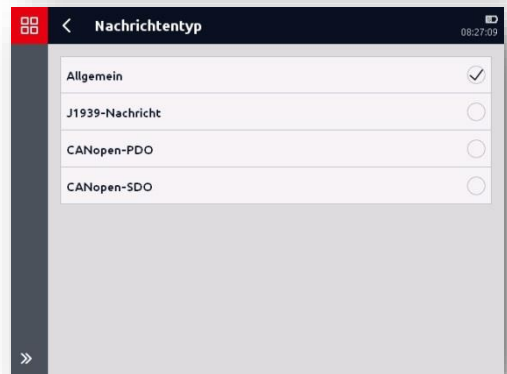 Nachrichtentyp
08:27:09
Allgemein
J1939-Nachricht
CANopen-PDO
CANopen-SDO